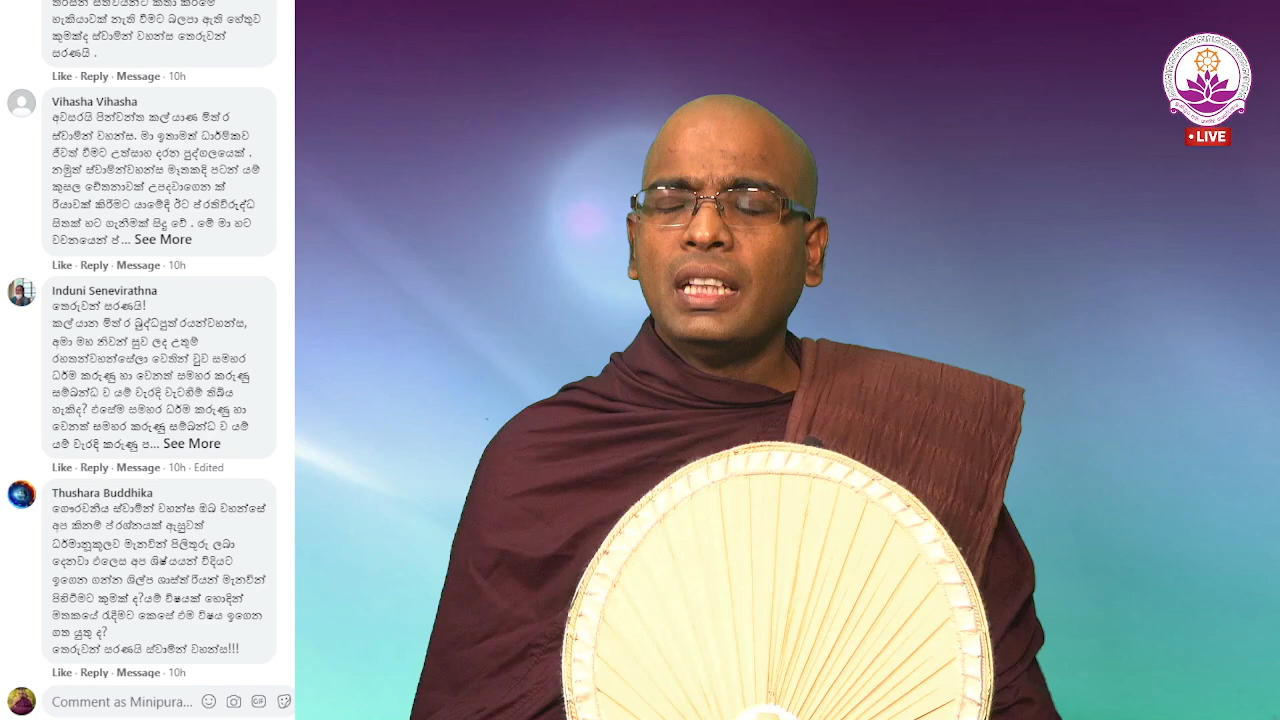 හැකියාවක් නැති වීමට බලපා ඇති හේතුව
කුමක්ද ස්වාමින් වහන්ස තෙරුවන්
සරණයි .
Like · Reply · Message · 10h
Vihasha Vihasha
අවසරයි පින්වන්ත කල් යාණ මිත් ර
ස්වාමින් වහන්ස. මා ඉතාමත් ධාර්මිකව
ජීවත් වීමට උත්සාහ දරන පුද්ගලයෙක් .
නමුත් ස්වාමින්වහන්ස මෑතකදි පටන් යම්
කුසල චේතනාවක් උපදවාගෙන ක්
රියාවක් කිරීමට යාමේදි ඊට ප් රතිවිරුද්ධ
සිතක් හට ගැනීමක් සිදු වේ . මේ මා හට
වචනයෙන් ප්... See More
Like · Reply · Message · 10h
Induni Senevirathna
තෙරුවන් සරණයි!
කල් යාන මිත් ර බුද්ධපුත් රයන්වහන්ස,
අමා මහ නිවන් සුව ලද උතුම්
රහතන්වහන්සේලා වෙතින් වුව සමහර
ධර්ම කරුණු හා වෙනත් සමහර කරුණු
සම්බන්ධ ව යම් වැරදි වැටහීම් තිබිය
හැකිද? එසේම සමහර ධර්ම කරුණු හා
වෙනත් සමහර කරුණු සම්බන්ධ ව යම්
යම් වැරදි කරුණු ප... See More
Like · Reply · Message · 10h · Edited
Thushara Buddhika
ගෞරවනීය ස්වාමින් වහන්ස ඔබ වහන්සේ
අප කිනම් ප් රශ්නයක් ඇසුවත්
ධර්මානුකූලව මැනවින් පිලිතුරු ලබා
දෙනවා එලෙස අප ශිෂ් යයන් විදියට
ඉගෙන ගන්න ශිල්ප ශාස්ත් රයන් මැනවින්
පිහිටීමට කුමක් ද?යම් විෂයක් හොඳින්
මතකයේ රැදීමට කෙසේ එම විෂය ඉගෙන
ගත යුතු ද?
තෙරුවන් සරණයි ස්වාමින් වහන්ස!!!
Like · Reply · Message · 10h
Comment as Minipura...
GIF
LIVE